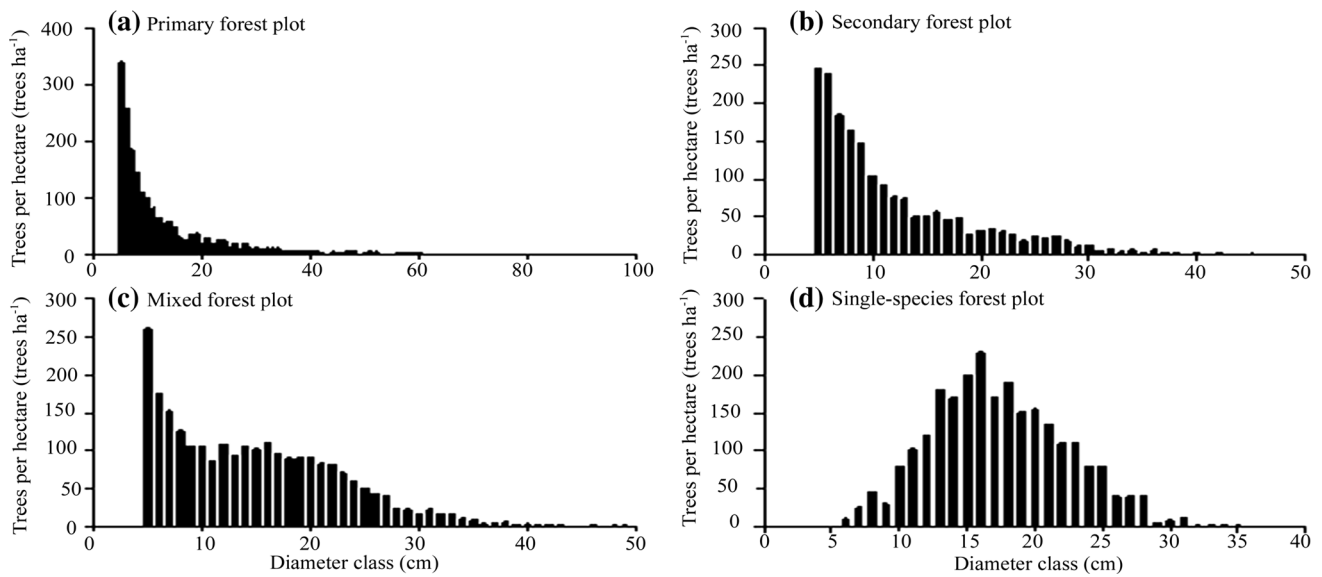 (a) Primary forest plot
Trees per hectare (trees ha-1)
400
300
200
100
0
0 20 40 60 80 100
(b) Secondary forest plot
Trees per hectare (trees ha-1)
300
250
200
150
100
50
0
0 10 20 30 40 50
(c) Mixed forest plot
Trees per hectare (trees ha-1)
300
250
200
150
100
50
0
0 10 20 30 40 50
Diameter class (cm)
(d) Single-species forest plot
Trees per hectare (trees ha-1)
300
250
200
150
100
50
0
0 5 10 15 20 25 30 35 40
Diameter class (cm)